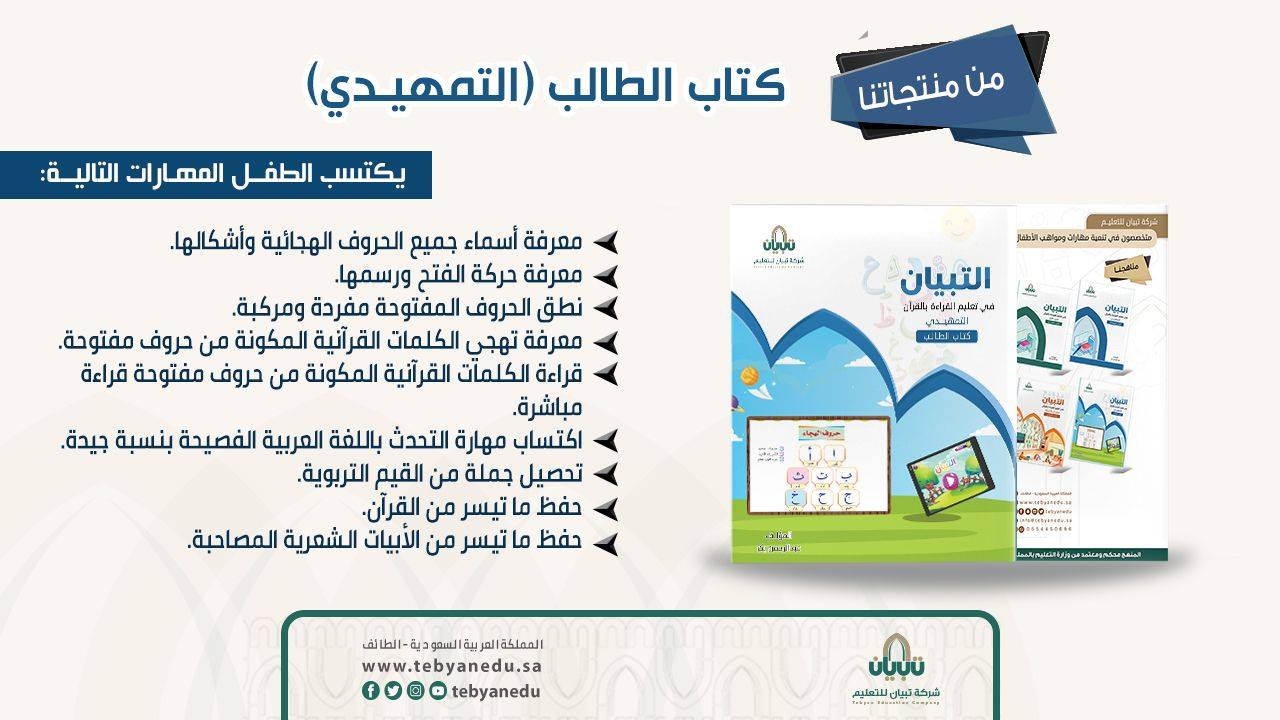 من منتجاتنا
كتاب الطالب (التمهيـدي)
يكتسب الطفـل المهـارات التاليـة:
معرفة أسماء جميع الحروف الهجائية وأشكالها.
معرفة حركة الفتح ورسمها.
نطق الحروف المفتوحة مفردة ومركبة.
معرفة تهجي الكلمات القرآنية المكونة من حروف مفتوحة.
قراءة الكلمات القرآنية المكونة من حروف مفتوحة قراءة
مباشرة.
اكتساب مهارة التحدث باللغة العربية الفصيحة بنسبة جيدة.
تحصيل جملة من القيم التربوية.
حفظ ما تيسر من القرآن.
حفظ ما تيسر من الأبيات الشعرية المصاحبة.
شركة تبيان للتعليم
متخصصون في تنمية مهارات ومواهب الأطفال
مناهجنا
التبيان
التبيان
التبيان
التبيان
tebyanedu
info@tebyanedu.sa
المنهج محكم ومعتمد من وزارة التعليم
تبيان
شركة تبيان للتعليم
التبيان
في تعليم القراءة بالقرآن
التمهيدي
كتاب الطالب
حروف الهجاء
أ
ب ت ث
ج ح خ
التبيان
المملكة العربية السعودية - الطائف
www.tebyanedu.sa
tebyanedu
تبيان
شركة تبيان للتعليم
Tebyan Education Company